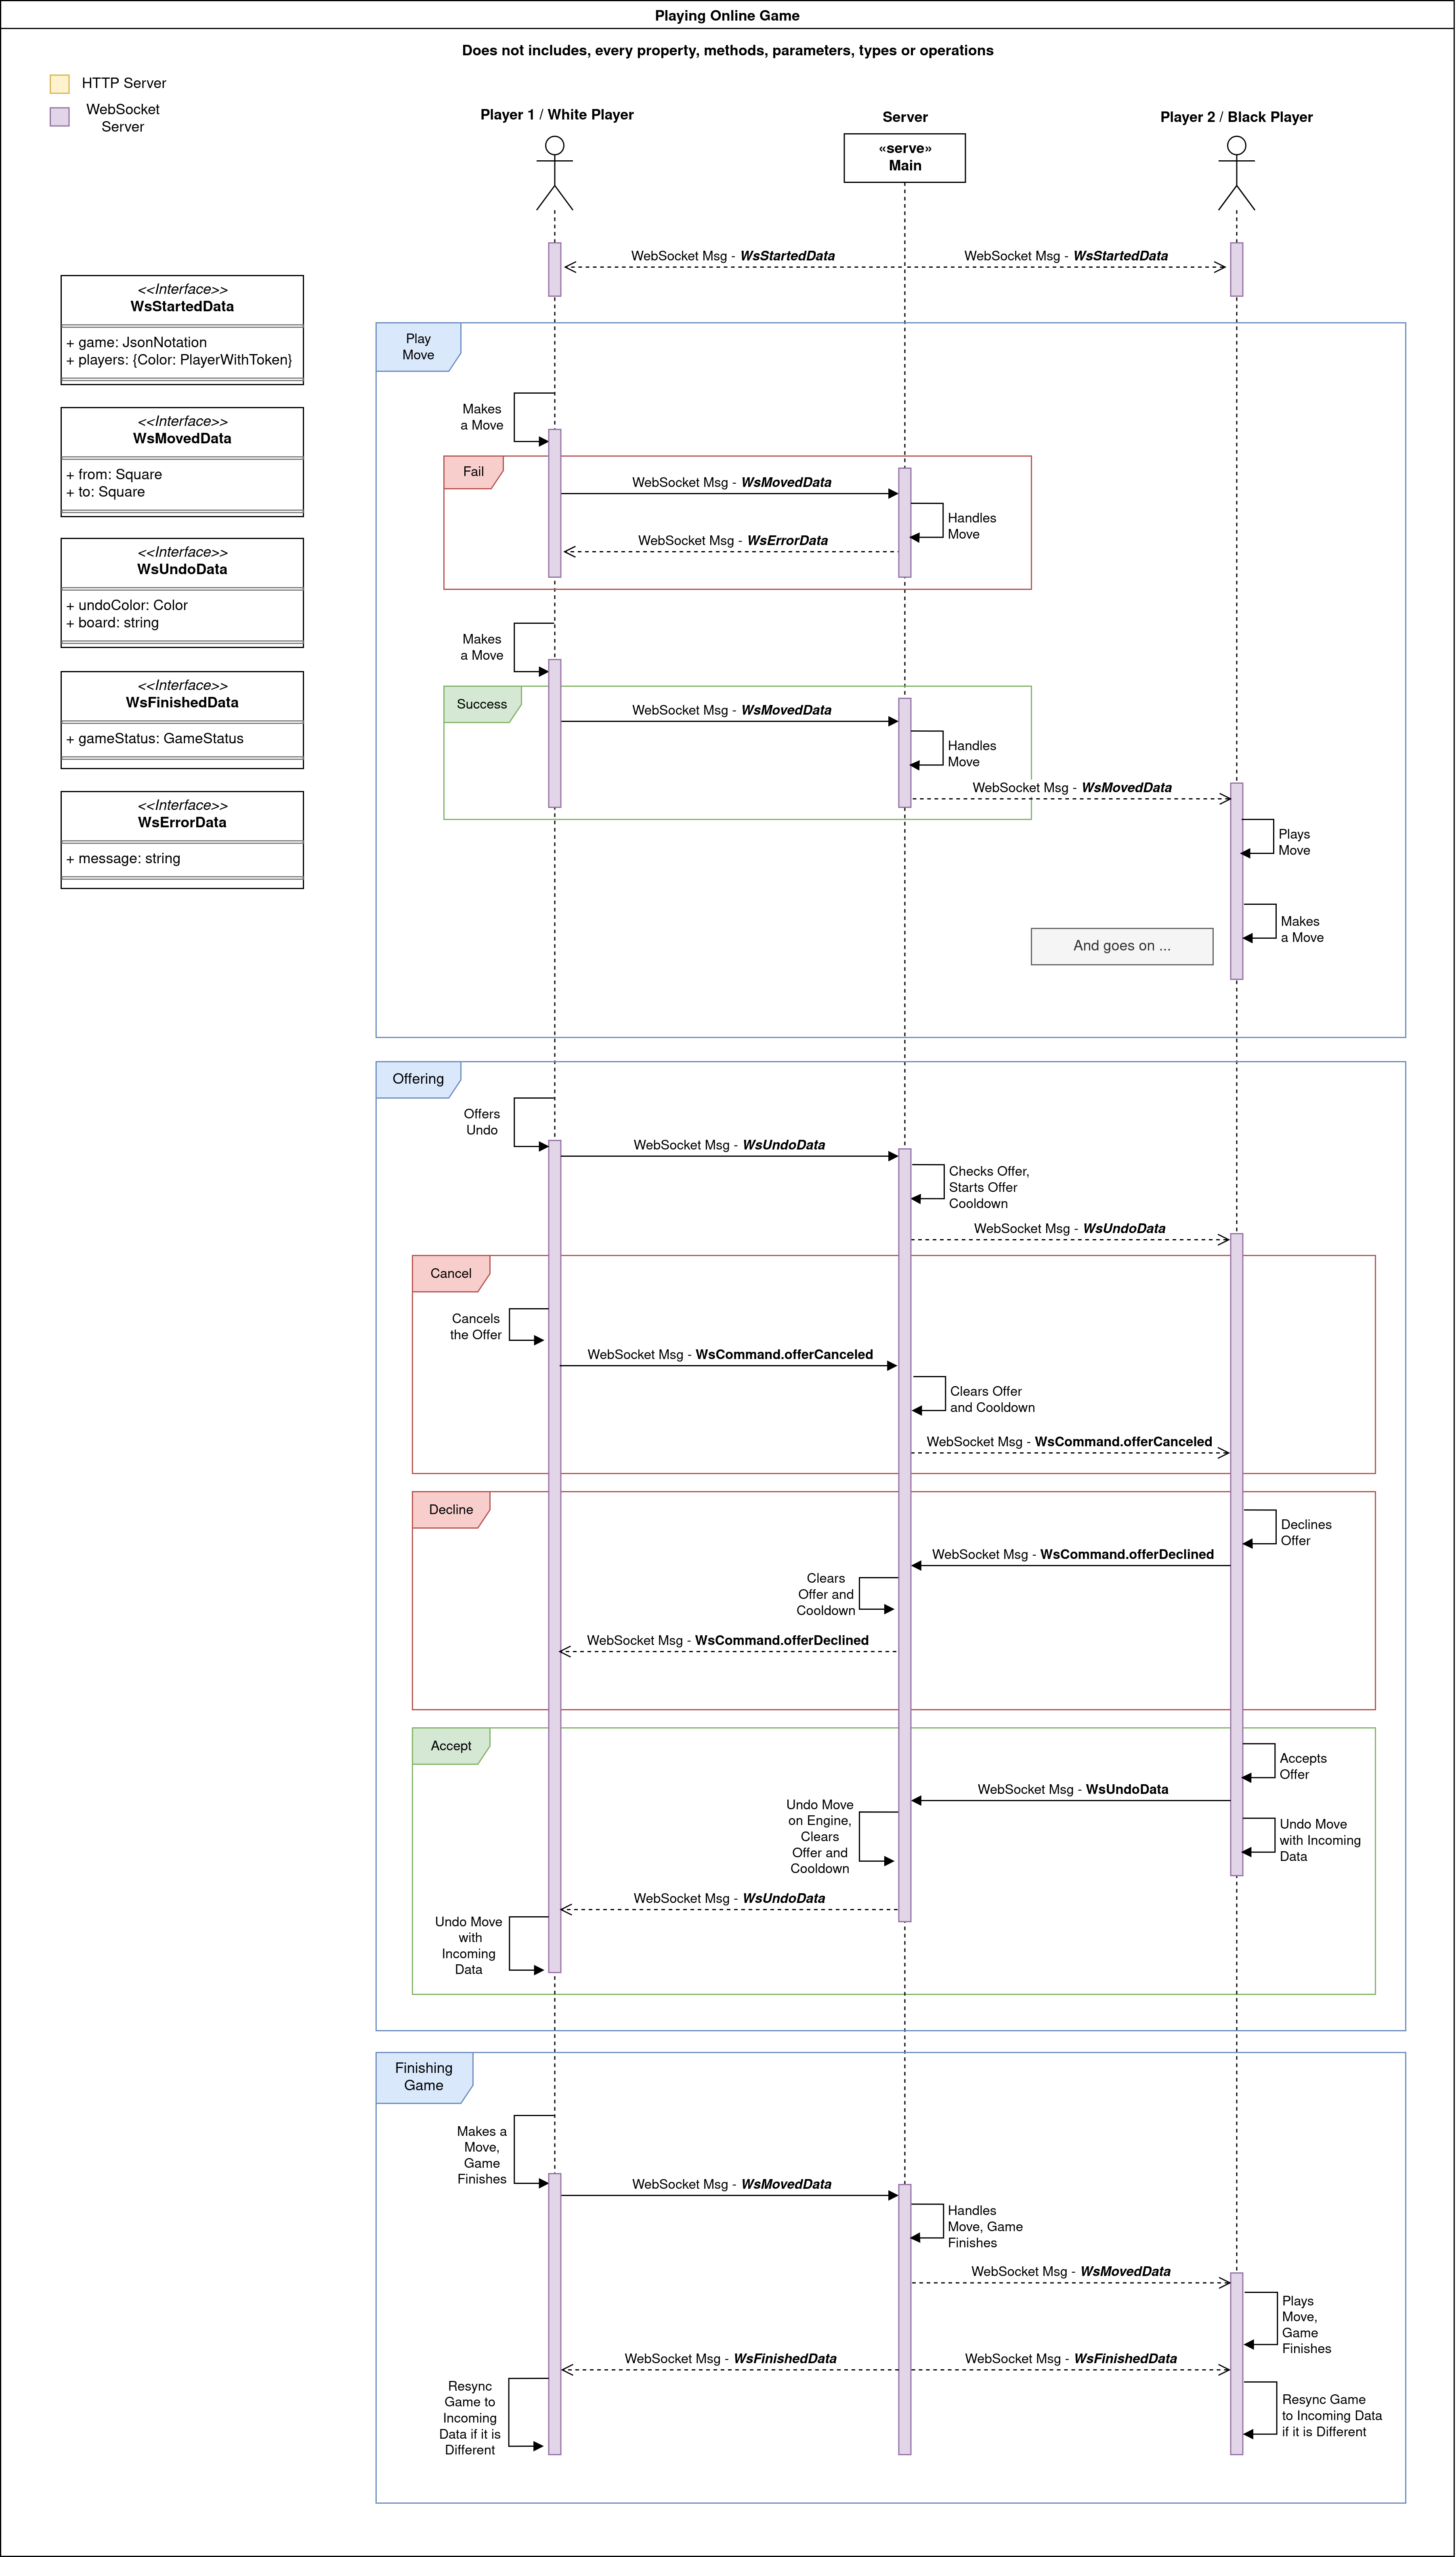 Playing Online Game
Does not includes, every property, methods, parameters, types or operations
HTTP Server
WebSocket
Server
Player 1 / White Player
Server
Player 2 / Black Player
«serve»
Main
WebSocket Msg - WsStartedData
WebSocket Msg - WsStartedData
<<Interface>>
WsStartedData
+ game: JsonNotation
+ players: {Color: PlayerWithToken}
<<Interface>>
WsMovedData
+ from: Square
+ to: Square
<<Interface>>
WsUndoData
+ undoColor: Color
+ board: string
<<Interface>>
WsFinishedData
+ gameStatus: GameStatus
<<Interface>>
WsErrorData
+ message: string
Play
Move
Makes
a Move
Fail
WebSocket Msg - WsMovedData
Handles
Move
WebSocket Msg - WsErrorData
Makes
a Move
Success
WebSocket Msg - WsMovedData
Handles
Move
WebSocket Msg - WsMovedData
Plays
Move
Makes
a Move
And goes on ...
Offering
Offers
Undo
WebSocket Msg - WsUndoData
Checks Offer,
Starts Offer
Cooldown
WebSocket Msg - WsUndoData
Cancel
Cancels
the Offer
WebSocket Msg - WsCommand.offerCanceled
Clears Offer
and Cooldown
WebSocket Msg - WsCommand.offerCanceled
Decline
Declines
Offer
WebSocket Msg - WsCommand.offerDeclined
Clears
Offer and
Cooldown
WebSocket Msg - WsCommand.offerDeclined
Accept
Accepts
Offer
WebSocket Msg - WsUndoData
Undo Move
on Engine,
Clears
Offer and
Cooldown
Undo Move
with Incoming
Data
WebSocket Msg - WsUndoData
Undo Move
with
Incoming
Data
Finishing
Game
Makes a
Move,
Game
Finishes
WebSocket Msg - WsMovedData
Handles
Move, Game
Finishes
WebSocket Msg - WsMovedData
Plays
Move,
Game
Finishes
WebSocket Msg - WsFinishedData
WebSocket Msg - WsFinishedData
Resync
Game to
Incoming
Data if it is
Different
Resync Game
to Incoming Data
if it is Different